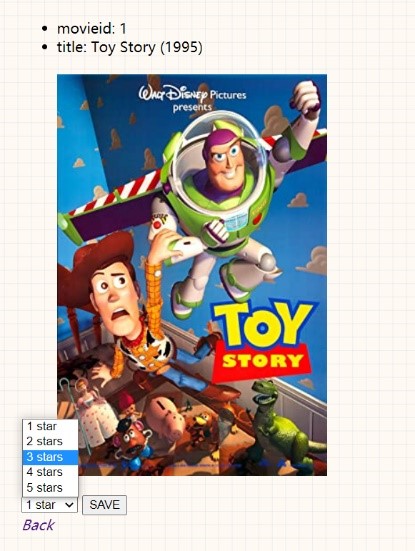 movieid: 1
title: Toy Story (1995)
Walt Disney Pictures
presents
TOY
STORY
1 star
2 stars
3 stars
4 stars
5 stars
1 star
SAVE
Back